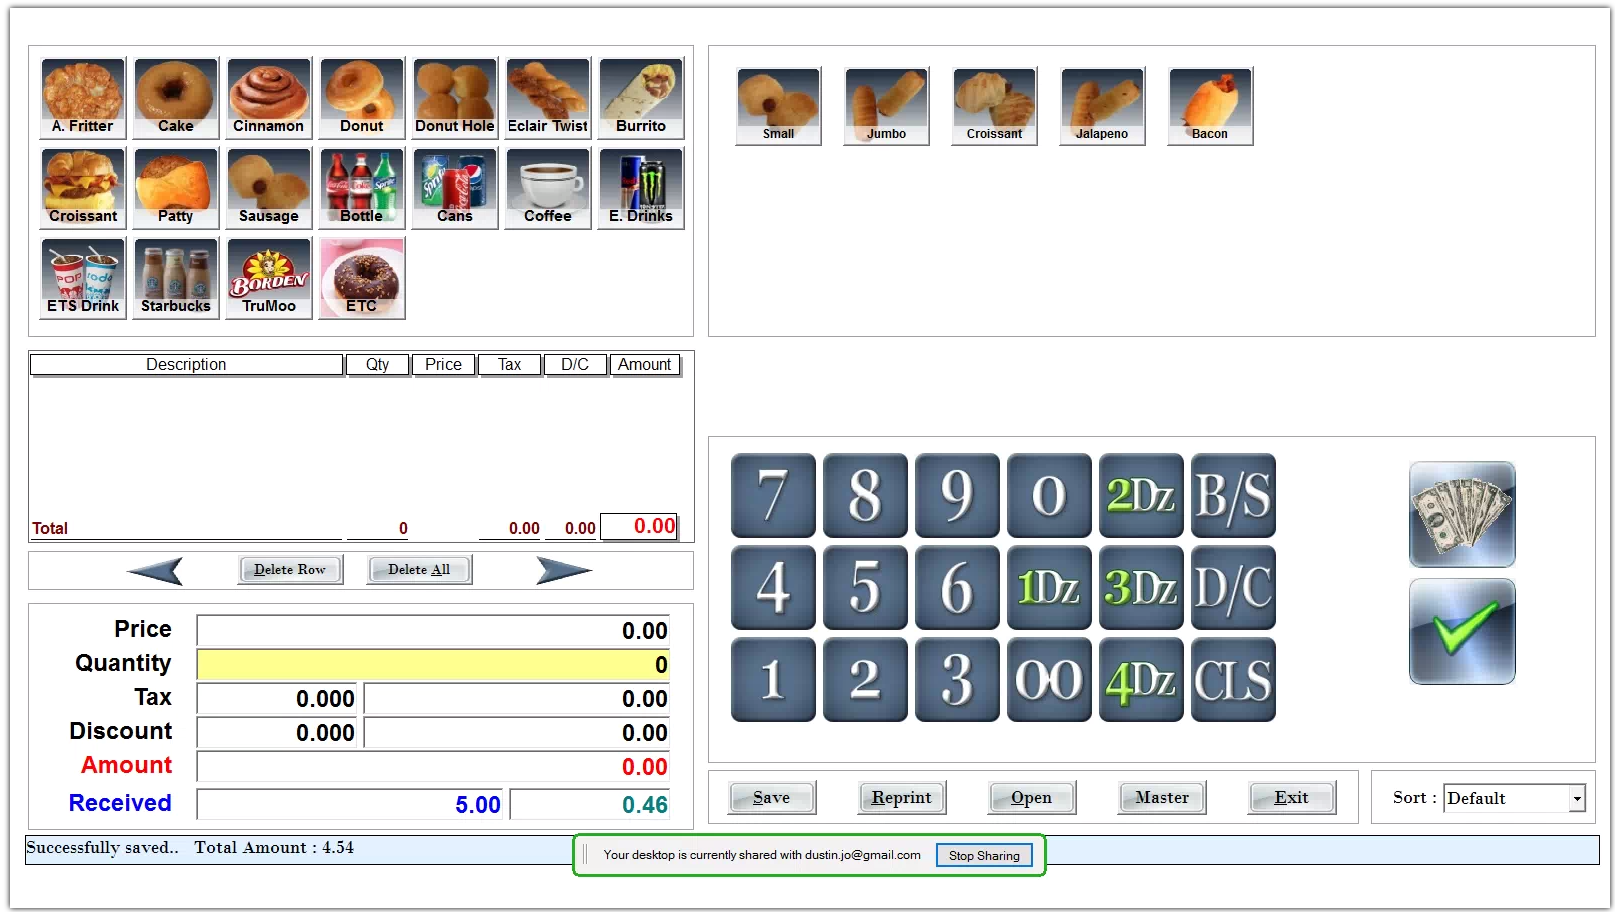 A. Fritter
Cake
Cinnamon
Donut
Donut Hole
Eclair Twist
Burrito
Croissant
Patty
Sausage
Bottle
Cans
Coffee
E. Drinks
ETS Drink
Starbucks
BORDEN
TruMoo
ETC
Small
Jumbo
Croissant
Jalapeno
Bacon
Description Qty Price Tax D/C Amount
Total 0 0.00 0.00 0.00
Delete Row Delete All
Price 0.00
Quantity 0
Tax 0.000 0.00
Discount 0.000 0.00
Amount 0.00
Received 5.00 0.46
7 8 9 0 2Dz B/S
4 5 6 1Dz 3Dz D/C
1 2 3 00 4Dz CLS
Save Reprint Open Master Exit
Sort : Default
Successfully saved.. Total Amount : 4.54
Your desktop is currently shared with dustin.jo@gmail.com Stop Sharing